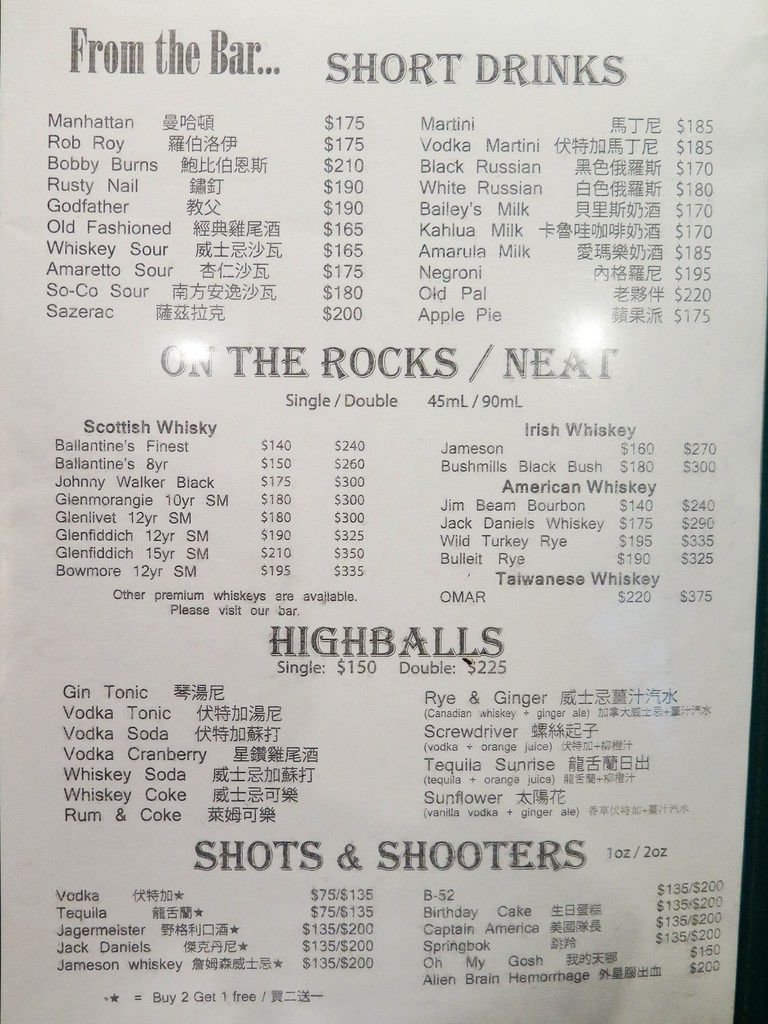 From the Bar... SHORT DRINKS
Manhattan 曼哈頓 $175
Rob Roy 羅伯洛伊 $175
Bobby Burns 鮑比伯恩斯 $210
Rusty Nail 鏽釘 $190
Godfather 教父 $190
Old Fashioned 經典雞尾酒 $165
Whiskey Sour 威士忌沙瓦 $165
Amaretto Sour 杏仁沙瓦 $175
So-Co Sour 南方安逸沙瓦 $180
Sazerac 薩茲拉克 $200
Martini 馬丁尼 $185
Vodka Martini 伏特加馬丁尼 $185
Black Russian 黑色俄羅斯 $170
White Russian 白色俄羅斯 $180
Bailey's Milk 貝里斯奶酒 $170
Kahlua Milk 卡魯哇咖啡奶酒 $170
Amarula Milk 愛瑪樂奶酒 $185
Negroni 內格羅尼 $195
Old Pal 老夥伴 $220
Apple Pie 蘋果派 $175
ON THE ROCKS / NEAT
Single / Double 45mL / 90mL
Scottish Whisky
Ballantine's Finest $140 $240
Ballantine's 8yr $150 $260
Johnny Walker Black $175 $300
Glenmorangie 10yr SM $180 $300
Glenlivet 12yr SM $180 $300
Glenfiddich 12yr SM $190 $325
Glenfiddich 15yr SM $210 $350
Bowmore 12yr SM $195 $335
Other premium whiskeys are available.
Please visit our bar.
Irish Whiskey
Jameson $160 $270
Bushmills Black Bush $180 $300
American Whiskey
Jim Beam Bourbon $140 $240
Jack Daniels Whiskey $175 $290
Wild Turkey Rye $195 $335
Bulleit Rye $190 $325
Taiwanese Whiskey
OMAR $220 $375
HIGHBALLS
Single: $150 Double: $225
Gin Tonic 琴湯尼
Vodka Tonic 伏特加湯尼
Vodka Soda 伏特加蘇打
Vodka Cranberry 星鑽雞尾酒
Whiskey Soda 威士忌加蘇打
Whiskey Coke 威士忌可樂
Rum & Coke 萊姆可樂
Rye & Ginger 威士忌薑汁汽水
(Canadian whiskey + ginger ale) 加拿大威士忌+薑汁汽水
Screwdriver 螺絲起子
(vodka + orange juice) 伏特加+柳橙汁
Tequila Sunrise 龍舌蘭日出
(tequila + orange juice) 龍舌蘭+柳橙汁
Sunflower 太陽花
(vanilla vodka + ginger ale) 香草伏特加+薑汁汽水
SHOTS & SHOOTERS 1oz / 2oz
Vodka 伏特加★ $75/$135
Tequila 龍舌蘭★ $75/$135
Jagermeister 野格利口酒★ $135/$200
Jack Daniels 傑克丹尼★ $135/$200
Jameson whiskey 詹姆森威士忌★ $135/$200
★ = Buy 2 Get 1 free / 買二送一
B-52 $135/$200
Birthday Cake 生日蛋糕 $135/$200
Captain America 美國隊長 $135/$200
Springbok 跳羚 $135/$200
Oh My Gosh 我的天哪 $150
Alien Brain Hemorrhage 外星腦出血 $200